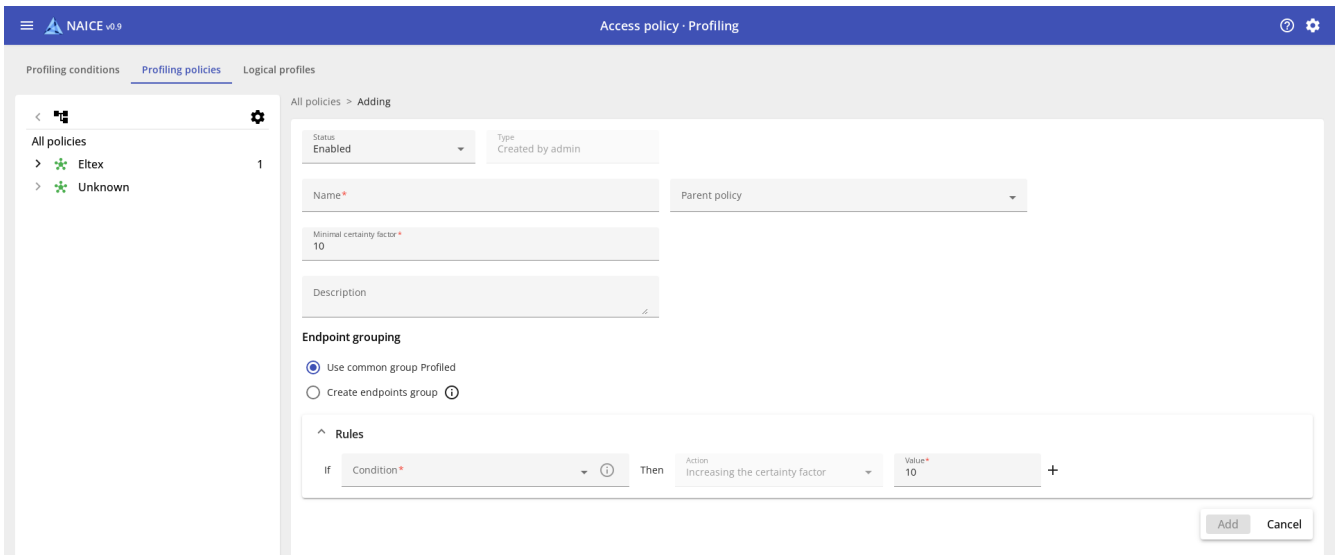 NAICE v0.9
Access policy · Profiling
Profiling conditions Profiling policies Logical profiles
All policies
Eltex 1
Unknown
All policies > Adding
Status
Enabled
Type
Created by admin
Name*
Parent policy
Minimal certainty factor*
10
Description
Endpoint grouping
Use common group Profiled
Create endpoints group
Rules
If Condition* Then
Action
Increasing the certainty factor
Value*
10
Add Cancel